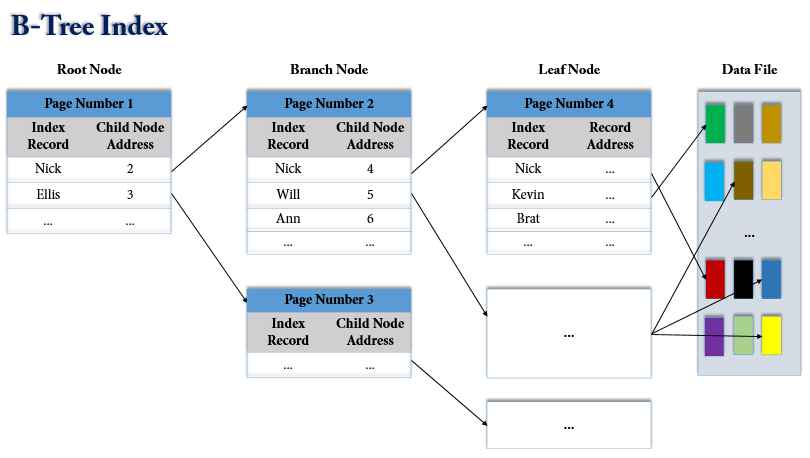 B-Tree Index
Root Node
Branch Node
Leaf Node
Data File
Page Number 1
Index Record
Child Node Address
Nick 2
Ellis 3
... ...
Page Number 2
Index Record
Child Node Address
Nick 4
Will 5
Ann 6
... ...
Page Number 3
Index Record
Child Node Address
... ...
Page Number 4
Index Record
Record Address
Nick ...
Kevin ...
Brat ...
... ...
...
...
...